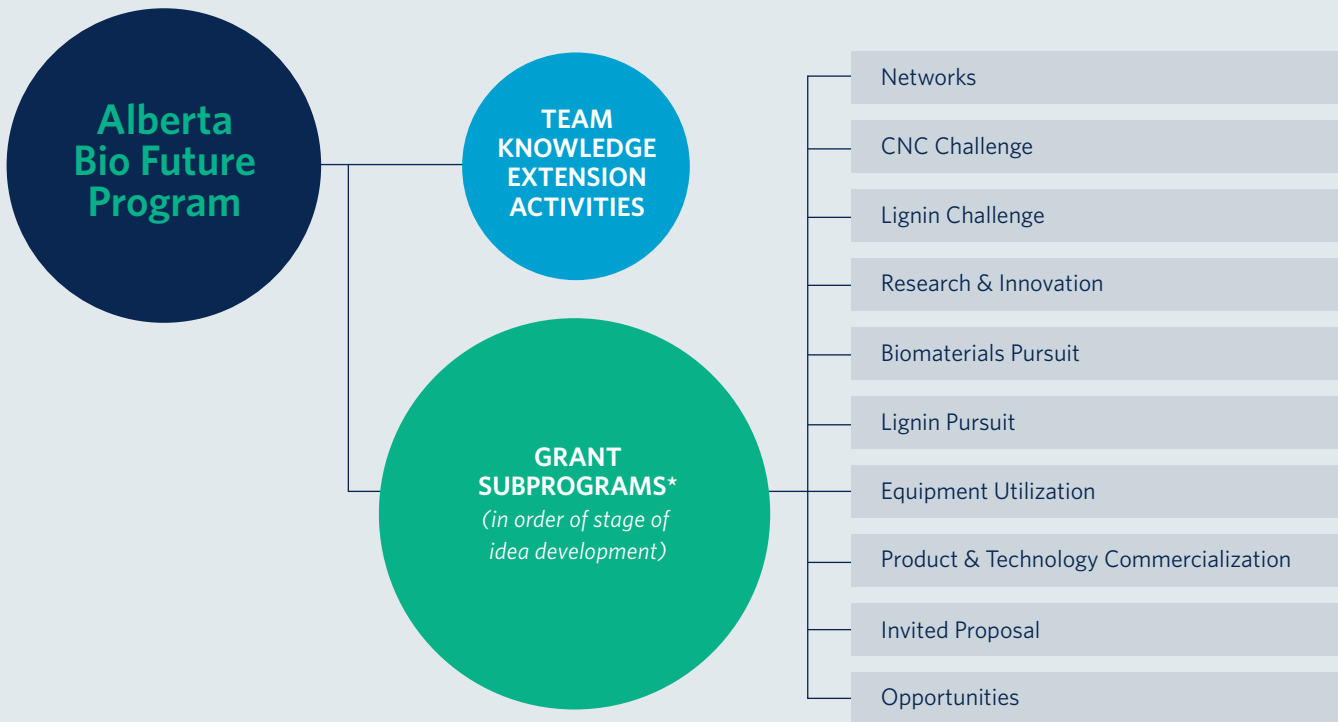 Alberta
Bio Future
Program
TEAM
KNOWLEDGE
EXTENSION
ACTIVITIES
GRANT
SUBPROGRAMS*
(in order of stage of
idea development)
Networks
CNC Challenge
Lignin Challenge
Research & Innovation
Biomaterials Pursuit
Lignin Pursuit
Equipment Utilization
Product & Technology Commercialization
Invited Proposal
Opportunities